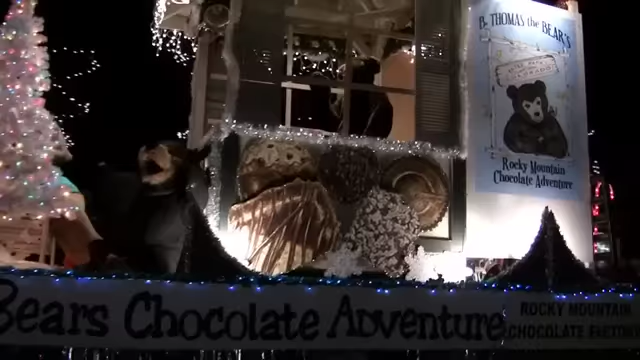 B. THOMAS the BEAR'S
Rocky Mountain
Chocolate Adventure
Bears Chocolate Adventure
ROCKY MOUNTAIN
CHOCOLATE FACTORY